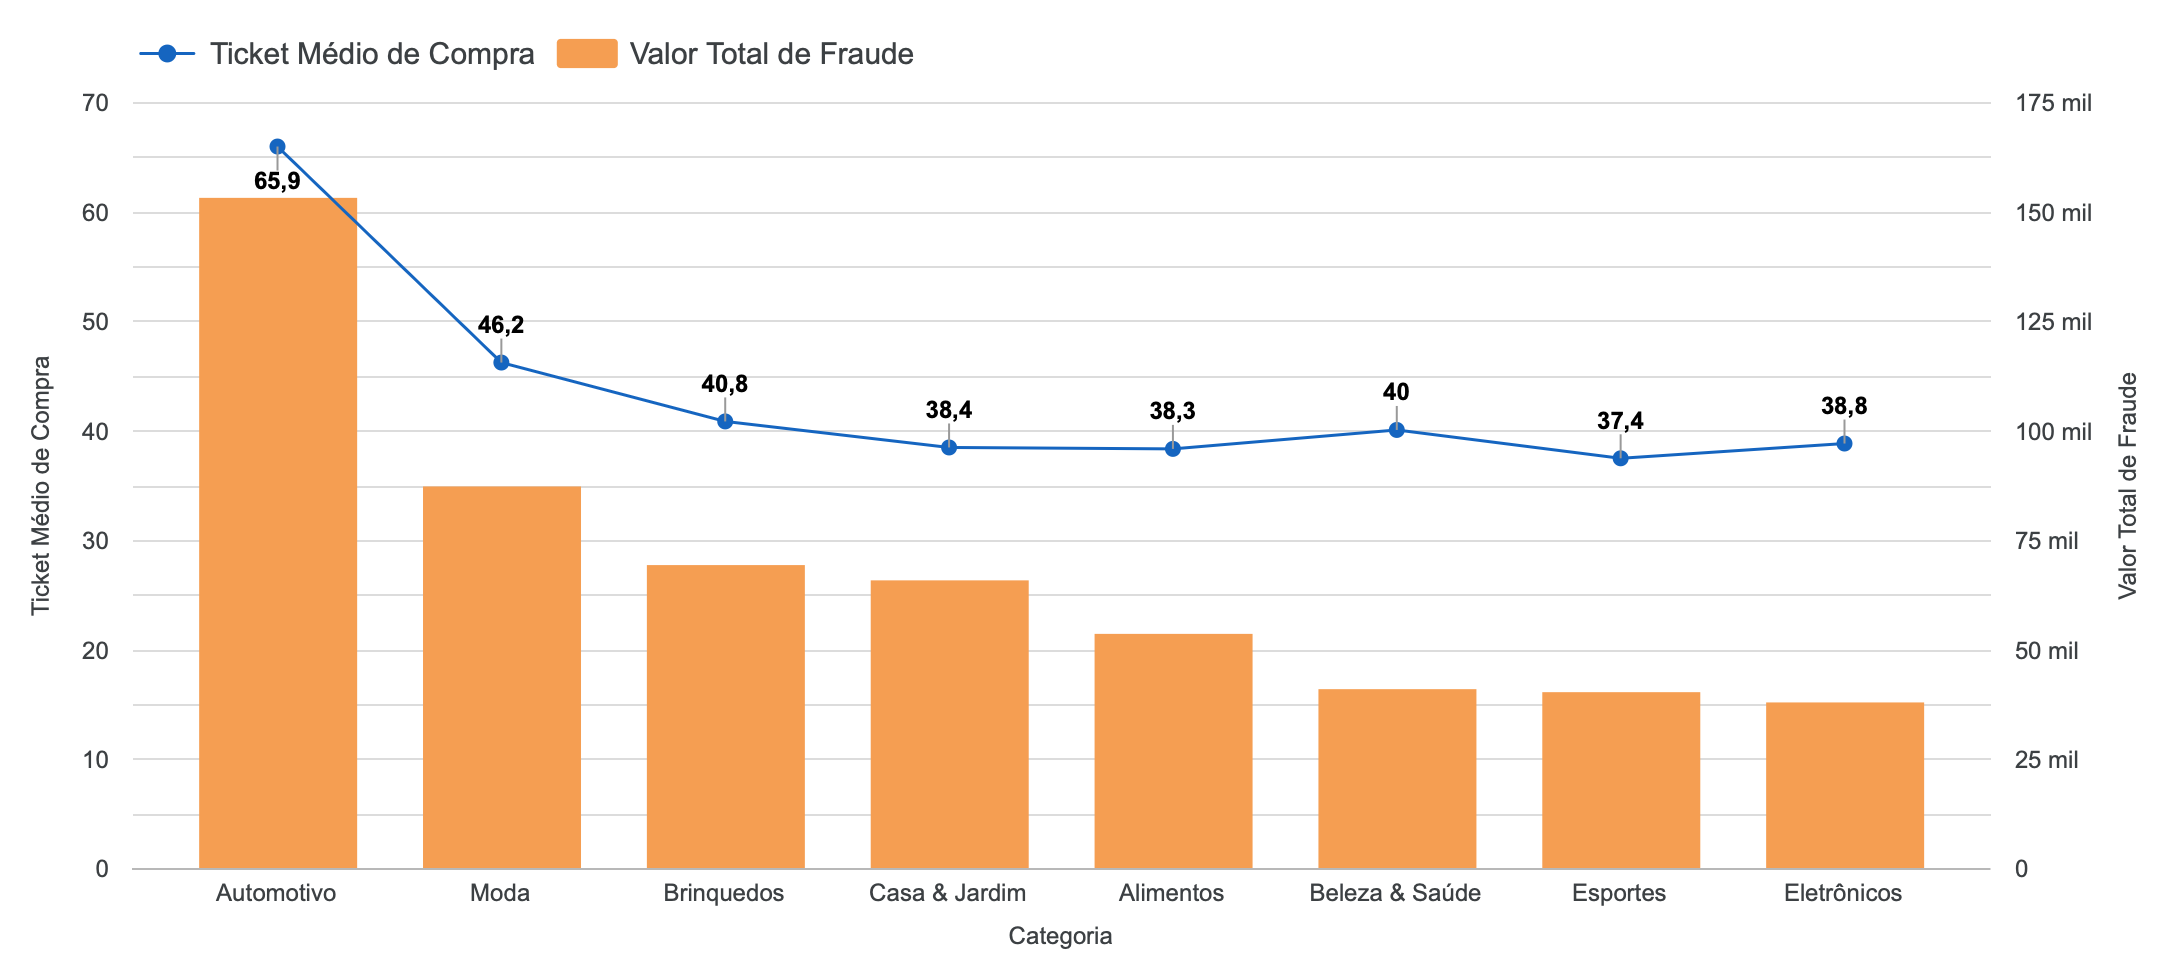 Ticket Médio de Compra
Valor Total de Fraude
70
60
50
40
30
20
10
0
Ticket Médio de Compra
175 mil
150 mil
125 mil
100 mil
75 mil
50 mil
25 mil
0
Valor Total de Fraude
65,9
46,2
40,8
38,4
38,3
40
37,4
38,8
Automotivo
Moda
Brinquedos
Casa & Jardim
Alimentos
Beleza & Saúde
Esportes
Eletrônicos
Categoria